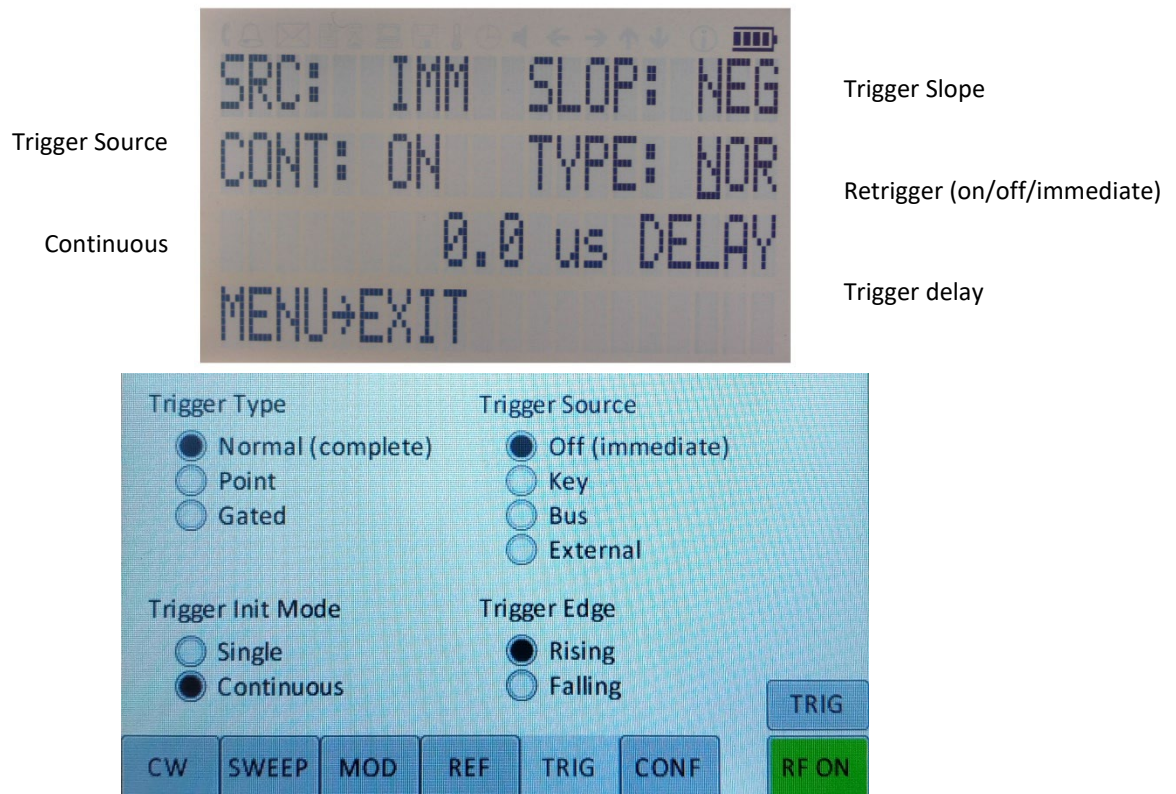 SRC: IMM SLOP: NEG
Trigger Slope
Trigger Source
CONT: ON TYPE: NOR
Retrigger (on/off/immediate)
Continuous
0.0 us DELAY
Trigger delay
MENU→EXIT
Trigger Type
Trigger Source
Normal (complete)
Off (immediate)
Point
Key
Gated
Bus
External
Trigger Init Mode
Trigger Edge
Single
Rising
Continuous
Falling
TRIG
CW SWEEP MOD REF TRIG CONF RF ON